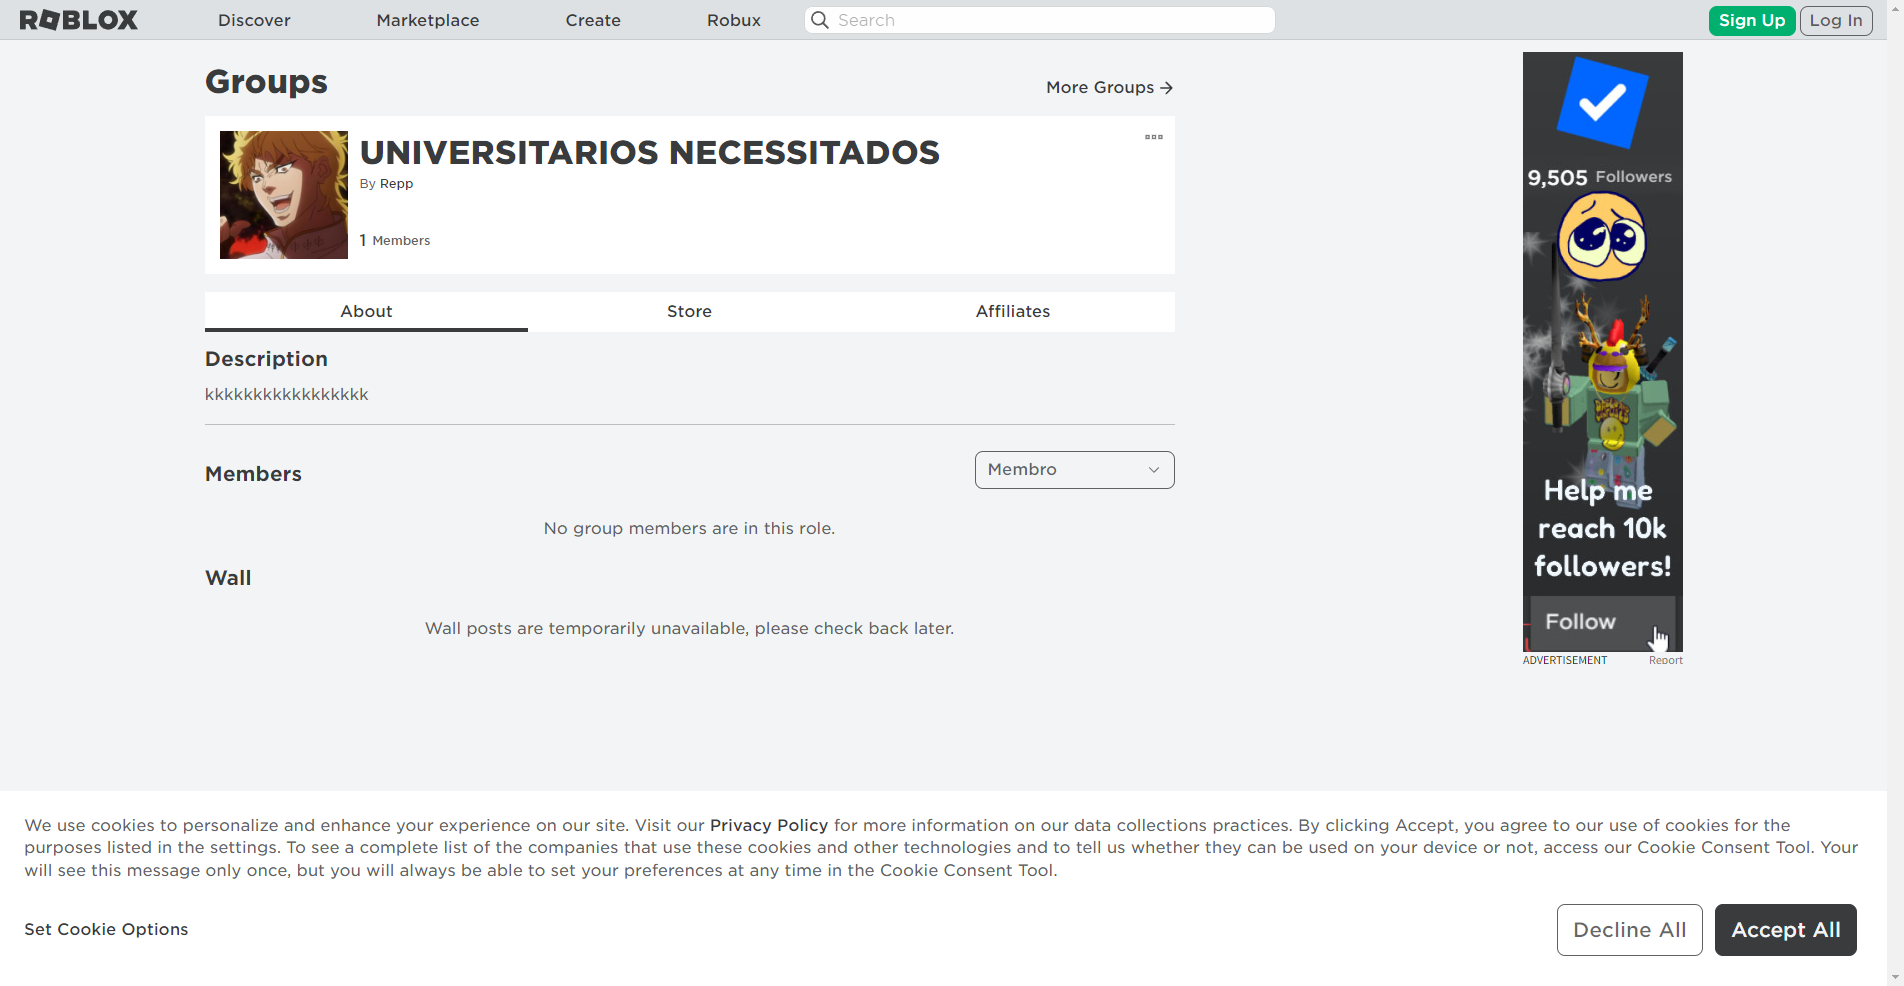 ROBLOX
Discover
Marketplace
Create
Robux
Search
Sign Up
Log In
Groups
More Groups →
UNIVERSITARIOS NECESSITADOS
By Repp
1 Members
About
Store
Affiliates
Description
kkkkkkkkkkkkkkkkk
Members
Membro
No group members are in this role.
Wall
Wall posts are temporarily unavailable, please check back later.
9,505 Followers
Help me
reach 10k
followers!
Follow
ADVERTISEMENT
Report
We use cookies to personalize and enhance your experience on our site. Visit our Privacy Policy for more information on our data collections practices. By clicking Accept, you agree to our use of cookies for the
purposes listed in the settings. To see a complete list of the companies that use these cookies and other technologies and to tell us whether they can be used on your device or not, access our Cookie Consent Tool. Your
will see this message only once, but you will always be able to set your preferences at any time in the Cookie Consent Tool.
Set Cookie Options
Decline All
Accept All